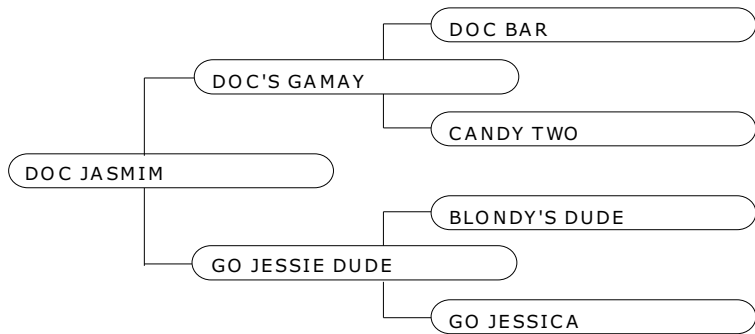 DOC BAR
DOC'S GAMAY
CANDY TWO
DOC JASMIM
BLONDY'S DUDE
GO JESSIE DUDE
GO JESSICA